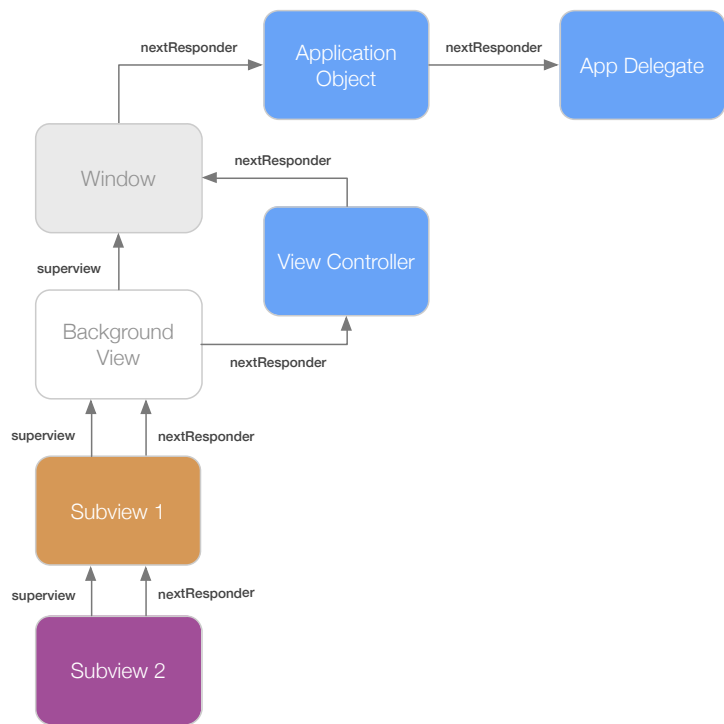 nextResponder
Application
Object
nextResponder
App Delegate
Window
nextResponder
View Controller
superview
Background
View
nextResponder
superview
nextResponder
Subview 1
superview
nextResponder
Subview 2